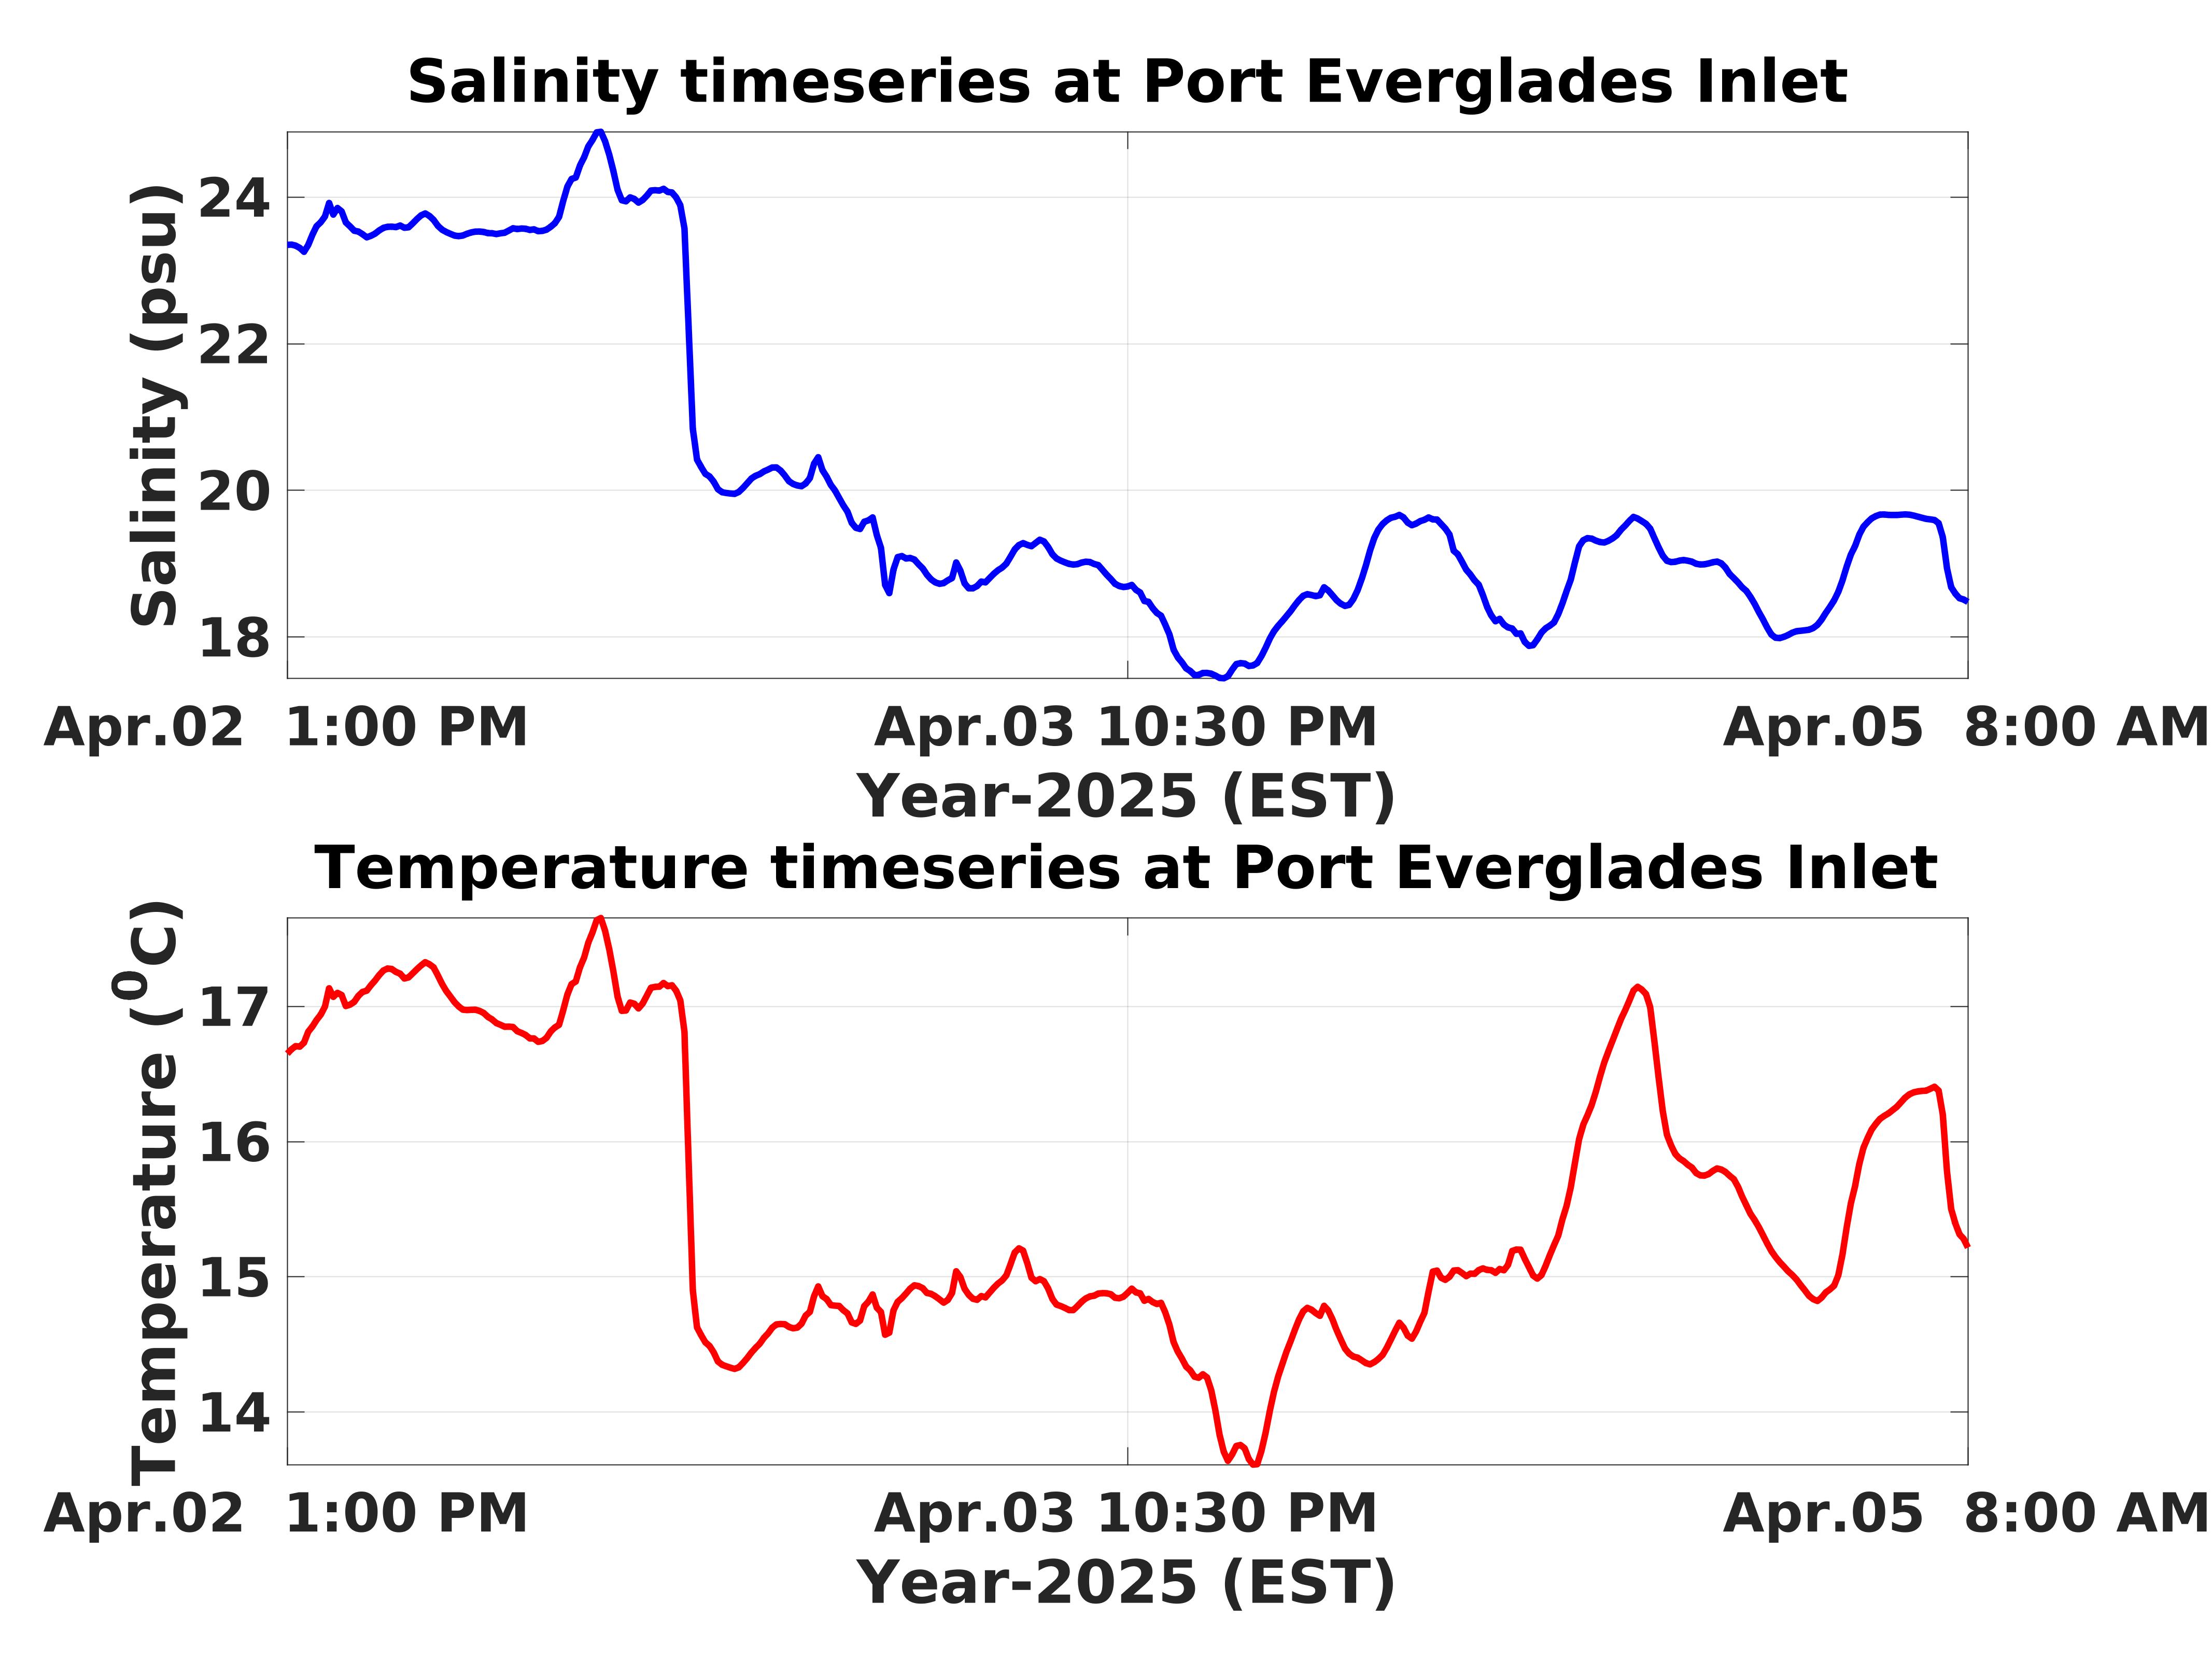 Salinity timeseries at Port Everglades Inlet
Salinity (psu)
24
22
20
18
Apr.02  1:00 PM
Apr.03 10:30 PM
Apr.05  8:00 AM
Year-2025 (EST)
Temperature timeseries at Port Everglades Inlet
Temperature (⁰C)
17
16
15
14
Apr.02  1:00 PM
Apr.03 10:30 PM
Apr.05  8:00 AM
Year-2025 (EST)